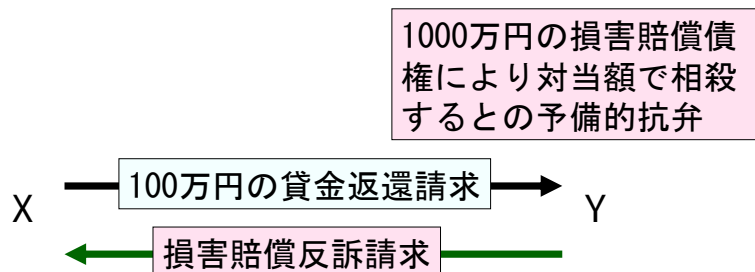 1000万円の損害賠償債
権により対当額で相殺
するとの予備的抗弁
100万円の貸金返還請求
X
Y
損害賠償反訴請求